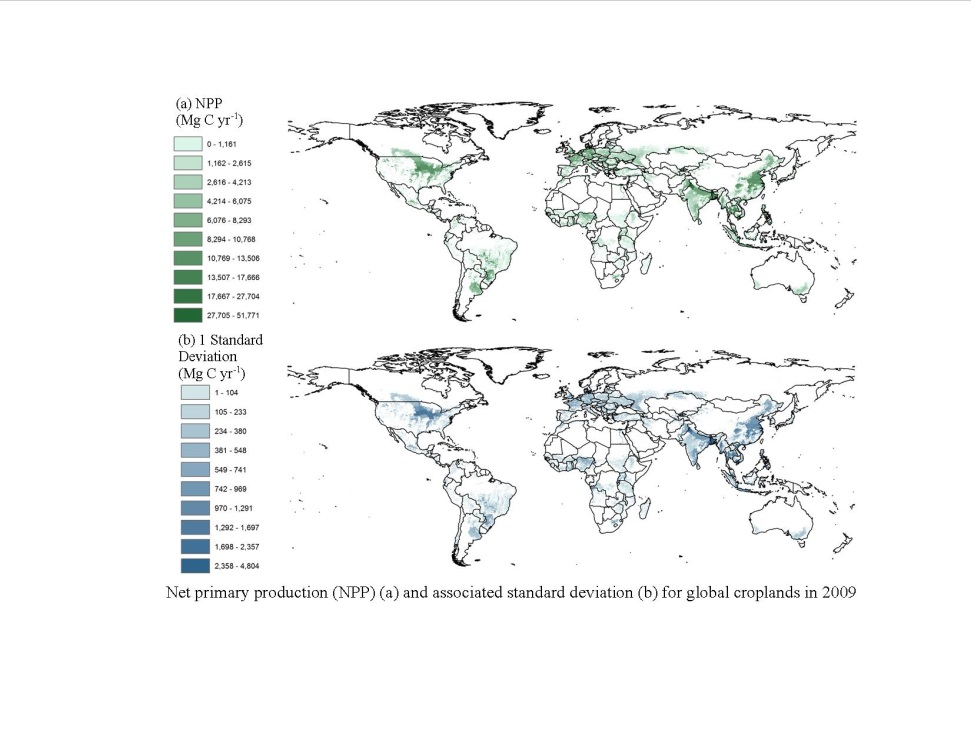 (a) NPP
(Mg C yr-1)
0 - 1,161
1,162 - 2,615
2,616 - 4,213
4,214 - 6,075
6,076 - 8,293
8,294 - 10,768
10,769 - 13,506
13,507 - 17,666
17,667 - 27,704
27,705 - 51,771
(b) 1 Standard
Deviation
(Mg C yr-1)
1 - 104
105 - 233
234 - 380
381 - 548
549 - 741
742 - 969
970 - 1,291
1,292 - 1,697
1,698 - 2,357
2,358 - 4,804
Net primary production (NPP) (a) and associated standard deviation (b) for global croplands in 2009